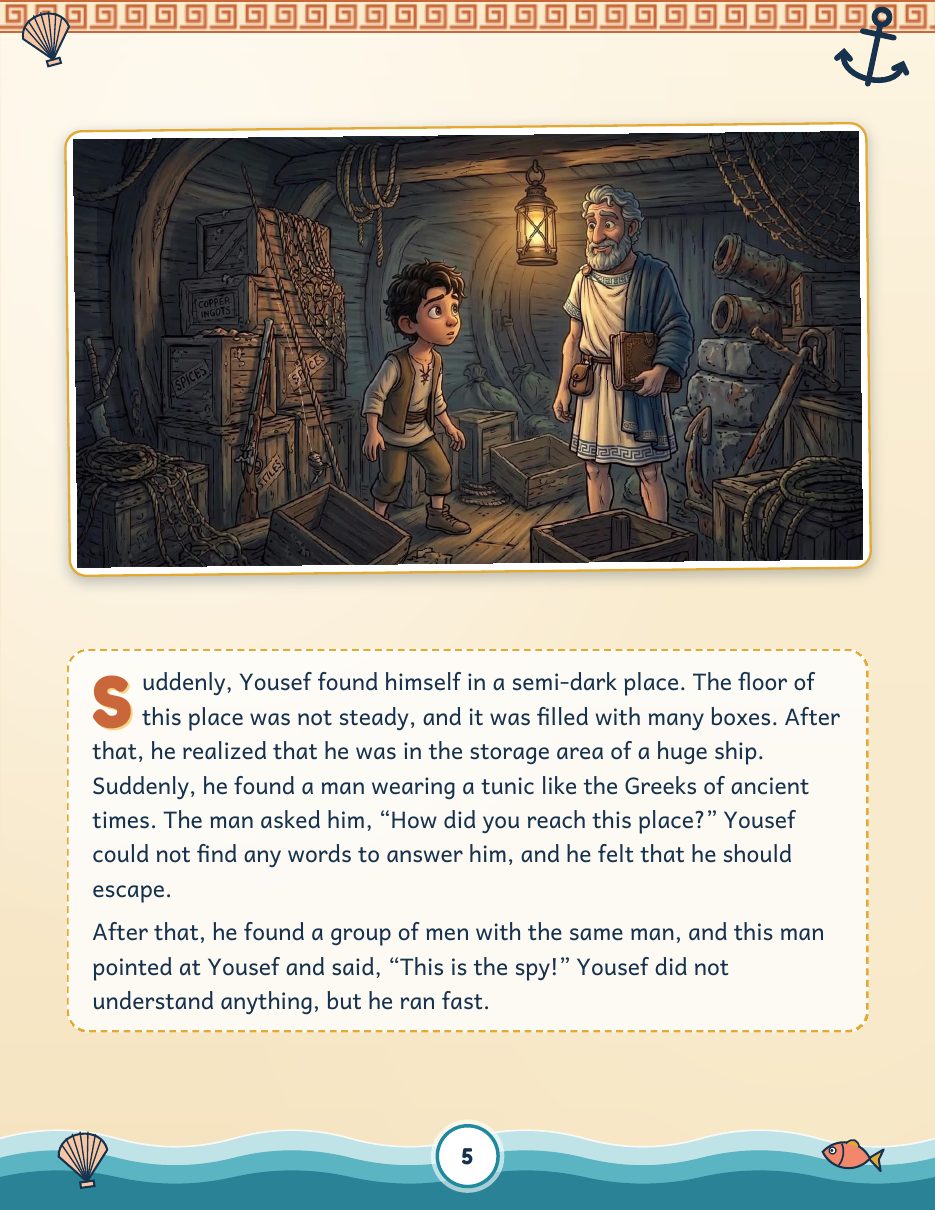 COPPER
INGOTS
SPICES
SPICES
Suddenly, Yousef found himself in a semi-dark place. The floor of
this place was not steady, and it was filled with many boxes. After
that, he realized that he was in the storage area of a huge ship.
Suddenly, he found a man wearing a tunic like the Greeks of ancient
times. The man asked him, “How did you reach this place?” Yousef
could not find any words to answer him, and he felt that he should
escape.
After that, he found a group of men with the same man, and this man
pointed at Yousef and said, “This is the spy!” Yousef did not
understand anything, but he ran fast.
5